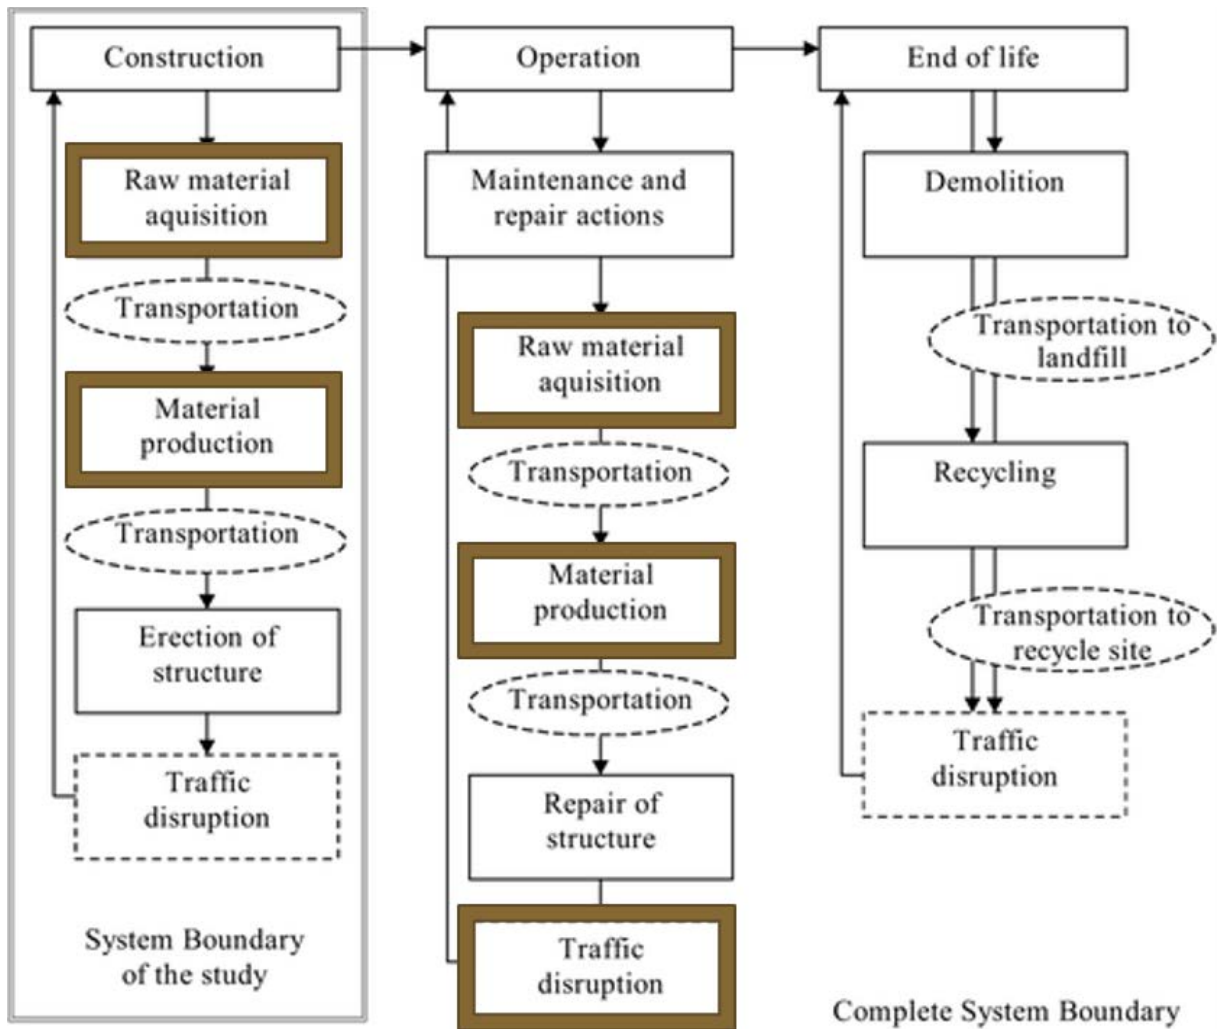 Construction
Raw material
aquisition
Transportation
Material
production
Transportation
Erection of
structure
Traffic
disruption
System Boundary
of the study
Operation
Maintenance and
repair actions
Raw material
aquisition
Transportation
Material
production
Transportation
Repair of
structure
Traffic
disruption
End of life
Demolition
Transportation to
landfill
Recycling
Transportation to
recycle site
Traffic
disruption
Complete System Boundary